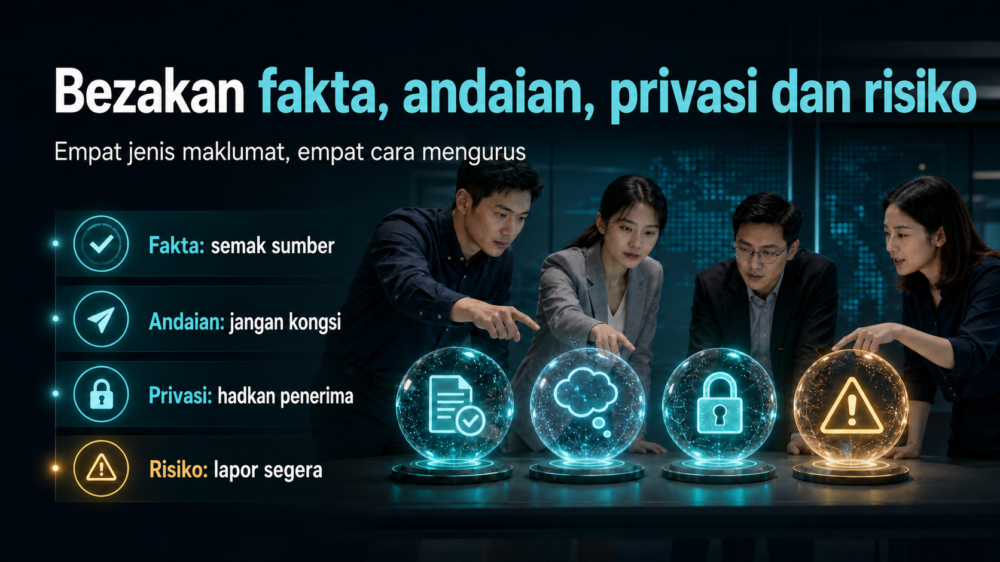 Bezakan fakta, andaian, privasi dan risiko
Empat jenis maklumat, empat cara mengurus
Fakta: semak sumber
Andaian: jangan kongsi
Privasi: hadkan penerima
Risiko: lapor segera